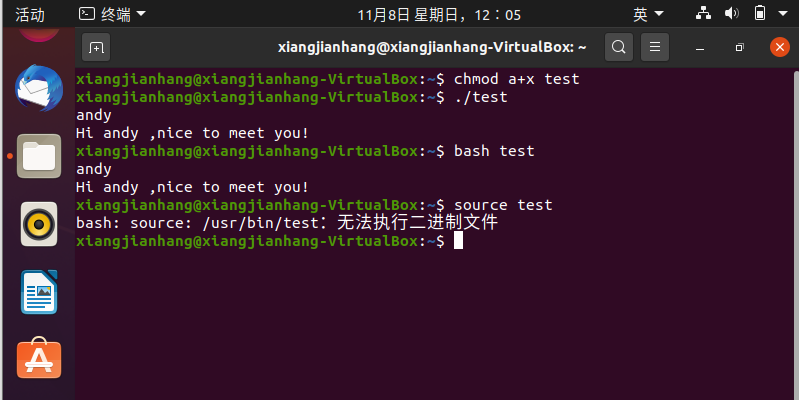 活动 终端 11月8日 星期日，12：05 英
xiangjianhang@xiangjianhang-VirtualBox: ~
xiangjianhang@xiangjianhang-VirtualBox:~$ chmod a+x test
xiangjianhang@xiangjianhang-VirtualBox:~$ ./test
andy
Hi andy ,nice to meet you!
xiangjianhang@xiangjianhang-VirtualBox:~$ bash test
andy
Hi andy ,nice to meet you!
xiangjianhang@xiangjianhang-VirtualBox:~$ source test
bash: source: /usr/bin/test：无法执行二进制文件
xiangjianhang@xiangjianhang-VirtualBox:~$